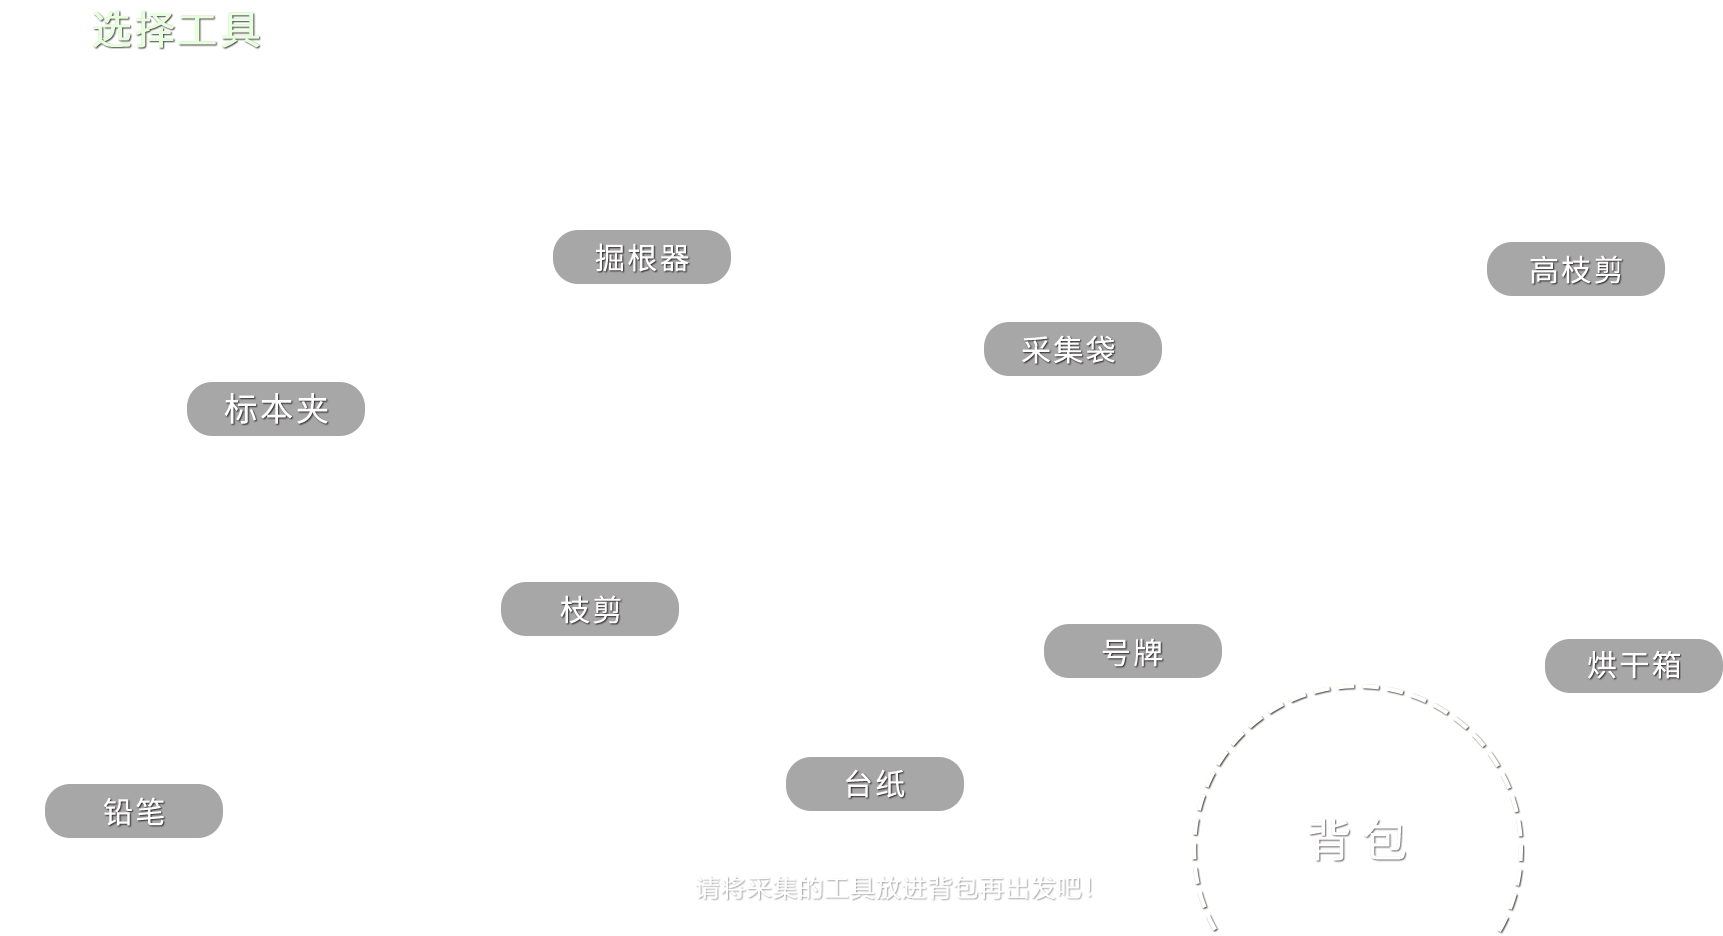 选择工具
掘根器
高枝剪
采集袋
标本夹
枝剪
号牌
烘干箱
台纸
铅笔
背包
请将采集的工具放进背包再出发吧！